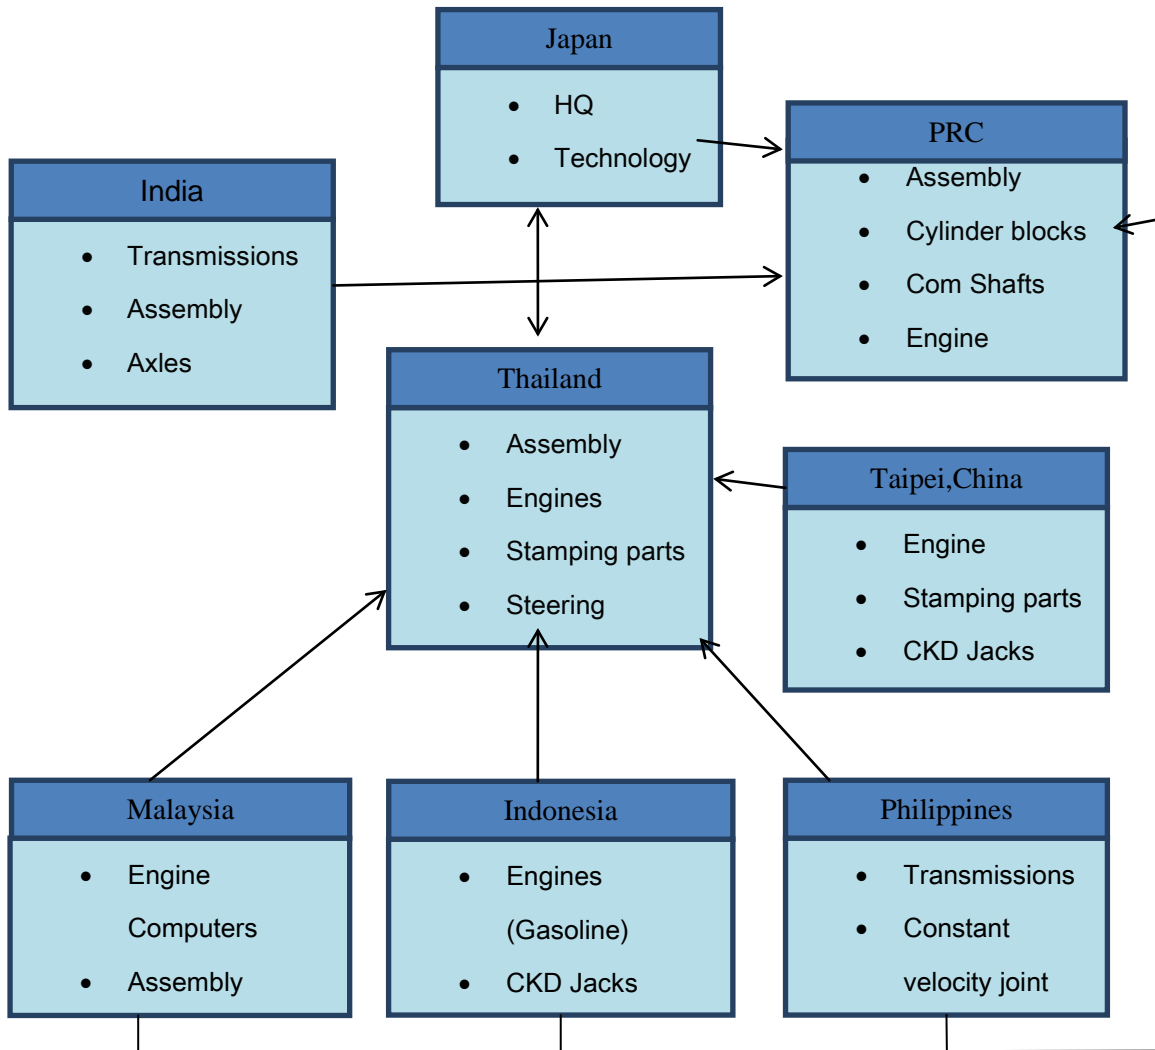 Japan
HQ
Technology
PRC
Assembly
Cylinder blocks
Com Shafts
Engine
India
Transmissions
Assembly
Axles
Thailand
Assembly
Engines
Stamping parts
Steering
Taipei,China
Engine
Stamping parts
CKD Jacks
Malaysia
Engine
Computers
Assembly
Indonesia
Engines
(Gasoline)
CKD Jacks
Philippines
Transmissions
Constant
velocity joint